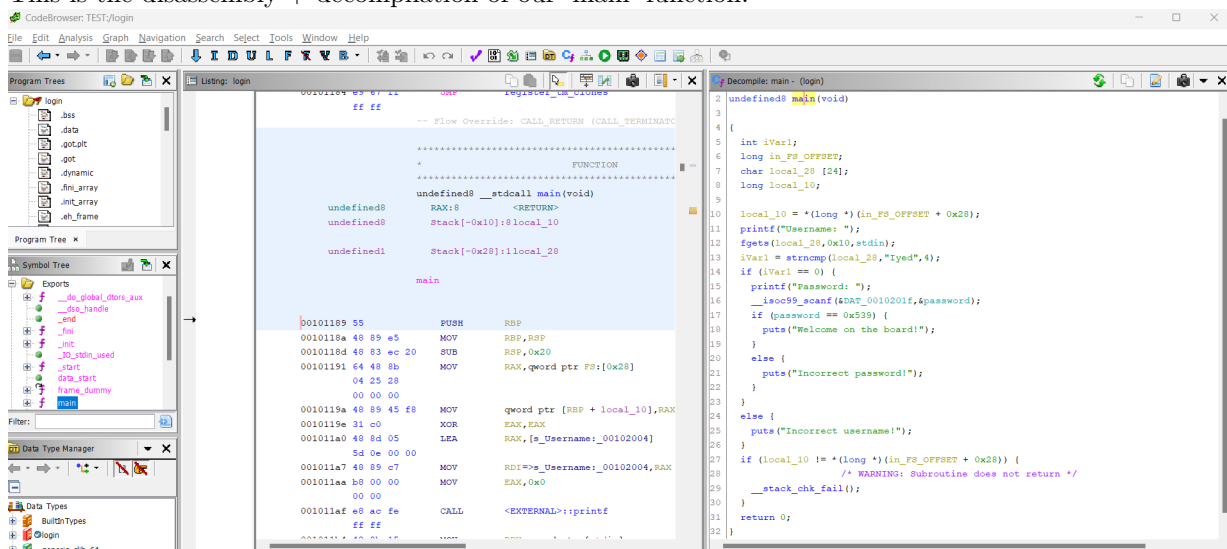 CodeBrowser: TEST:/login
File Edit Analysis Graph Navigation Search Select Tools Window Help
I D U L F V B
Program Trees
login
.bss
.data
.got.plt
.got
.dynamic
.fini_array
.init_array
.eh_frame
Program Tree ×
Symbol Tree
Exports
__do_global_dtors_aux
__dso_handle
_end
_fini
_init
_IO_stdin_used
_start
data_start
frame_dummy
main
Filter:
Data Type Manager
Data Types
BuiltInTypes
login
Listing: login
ff ff
-- Flow Override: CALL_RETURN (CALL_TERMINATO
************************************************
* FUNCTION
************************************************
undefined8 __stdcall main(void)
undefined8 RAX:8 <RETURN>
undefined8 Stack[-0x10]:8 local_10
undefined1 Stack[-0x28]:1 local_28
main
00101189 55 PUSH RBP
0010118a 48 89 e5 MOV RBP,RSP
0010118d 48 83 ec 20 SUB RSP,0x20
00101191 64 48 8b MOV RAX,qword ptr FS:[0x28]
04 25 28
00 00 00
0010119a 48 89 45 f8 MOV qword ptr [RBP + local_10],RAX
0010119e 31 c0 XOR EAX,EAX
001011a0 48 8d 05 LEA RAX,[s_Username:_00102004]
5d 0e 00 00
001011a7 48 89 c7 MOV RDI=>s_Username:_00102004,RAX
001011aa b8 00 00 MOV EAX,0x0
00 00
001011af e8 ac fe CALL <EXTERNAL>::printf
ff ff
Decompile: main - (login)
2 undefined8 main(void)
3
4 {
5 int iVar1;
6 long in_FS_OFFSET;
7 char local_28 [24];
8 long local_10;
9
10 local_10 = *(long *)(in_FS_OFFSET + 0x28);
11 printf("Username: ");
12 fgets(local_28,0x10,stdin);
13 iVar1 = strncmp(local_28,"Iyed",4);
14 if (iVar1 == 0) {
15 printf("Password: ");
16 __isoc99_scanf(&DAT_0010201f,&password);
17 if (password == 0x539) {
18 puts("Welcome on the board!");
19 }
20 else {
21 puts("Incorrect password!");
22 }
23 }
24 else {
25 puts("Incorrect username!");
26 }
27 if (local_10 != *(long *)(in_FS_OFFSET + 0x28)) {
28 /* WARNING: Subroutine does not return */
29 __stack_chk_fail();
30 }
31 return 0;
32 }